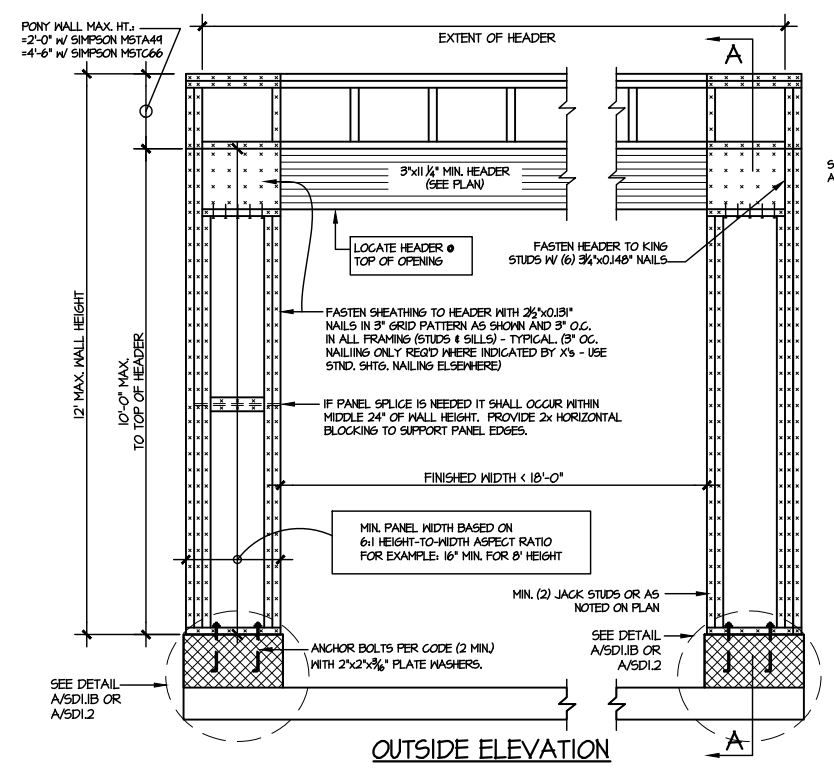 PONY WALL MAX. HT.:
=2'-0" W/ SIMPSON MSTA49
=4'-6" W/ SIMPSON MSTC66
EXTENT OF HEADER
A
3"x11 1/4" MIN. HEADER
(SEE PLAN)
LOCATE HEADER @
TOP OF OPENING
FASTEN HEADER TO KING
STUDS W/ (6) 3 1/4"x0.148" NAILS
12' MAX. WALL HEIGHT
10'-0" MAX.
TO TOP OF HEADER
FASTEN SHEATHING TO HEADER WITH 2 1/2"x0.131"
NAILS IN 3" GRID PATTERN AS SHOWN AND 3" O.C.
IN ALL FRAMING (STUDS & SILLS) - TYPICAL. (3" OC.
NAILIING ONLY REQ'D WHERE INDICATED BY X's - USE
STND. SHTG. NAILING ELSEWHERE)
IF PANEL SPLICE IS NEEDED IT SHALL OCCUR WITHIN
MIDDLE 24" OF WALL HEIGHT. PROVIDE 2x HORIZONTAL
BLOCKING TO SUPPORT PANEL EDGES.
FINISHED WIDTH < 18'-0"
MIN. PANEL WIDTH BASED ON
6:1 HEIGHT-TO-WIDTH ASPECT RATIO
FOR EXAMPLE: 16" MIN. FOR 8' HEIGHT
MIN. (2) JACK STUDS OR AS
NOTED ON PLAN
ANCHOR BOLTS PER CODE (2 MIN.)
WITH 2"x2"x3/16" PLATE WASHERS.
SEE DETAIL
A/SD1.1B OR
A/SD1.2
SEE DETAIL
A/SD1.1B OR
A/SD1.2
A
OUTSIDE ELEVATION
S
A